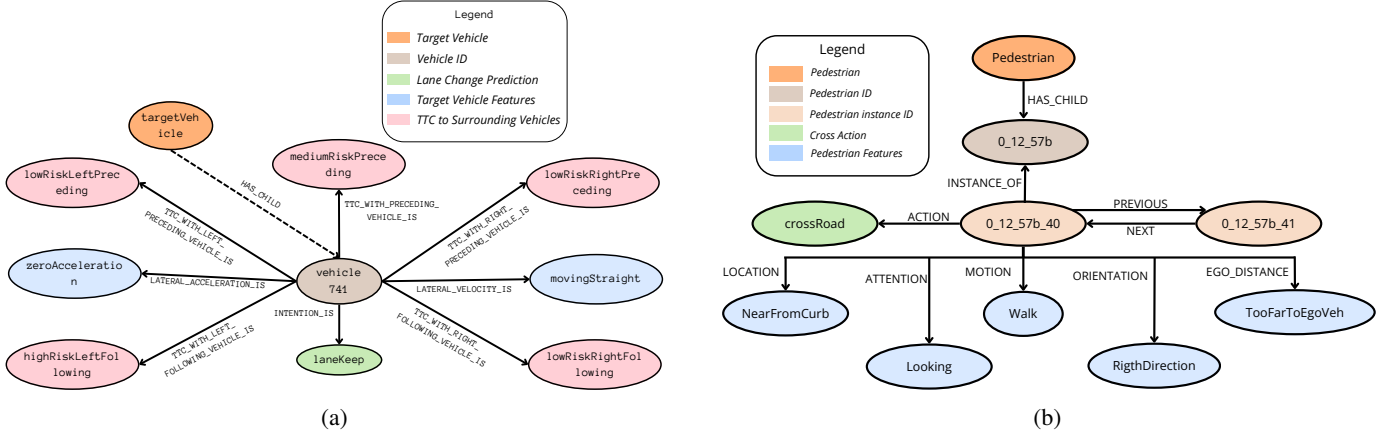 Legend
Target Vehicle
Vehicle ID
Lane Change Prediction
Target Vehicle Features
TTC to Surrounding Vehicles
targetVeh
icle
HAS_CHILD
mediumRiskPrece
ding
lowRiskLeftPrec
eding
lowRiskRightPre
ceding
TTC_WITH_LEFT_
PRECEDING_VEHICLE_IS
TTC_WITH_PRECEDING_
VEHICLE_IS
TTC_WITH_RIGHT_
PRECEDING_VEHICLE_IS
zeroAcceleratio
n
LATERAL_ACCELERATION_IS
vehicle
741
LATERAL_VELOCITY_IS
movingStraight
TTC_WITH_LEFT_
FOLLOWING_VEHICLE_IS
INTENTION_IS
TTC_WITH_RIGHT_
FOLLOWING_VEHICLE_IS
highRiskLeftFol
lowing
laneKeep
lowRiskRightFol
lowing
(a)
Legend
Pedestrian
Pedestrian ID
Pedestrian instance ID
Cross Action
Pedestrian Features
Pedestrian
HAS_CHILD
0_12_57b
INSTANCE_OF
crossRoad
ACTION
0_12_57b_40
PREVIOUS
NEXT
0_12_57b_41
LOCATION
ATTENTION
MOTION
ORIENTATION
EGO_DISTANCE
NearFromCurb
Looking
Walk
RigthDirection
TooFarToEgoVeh
(b)